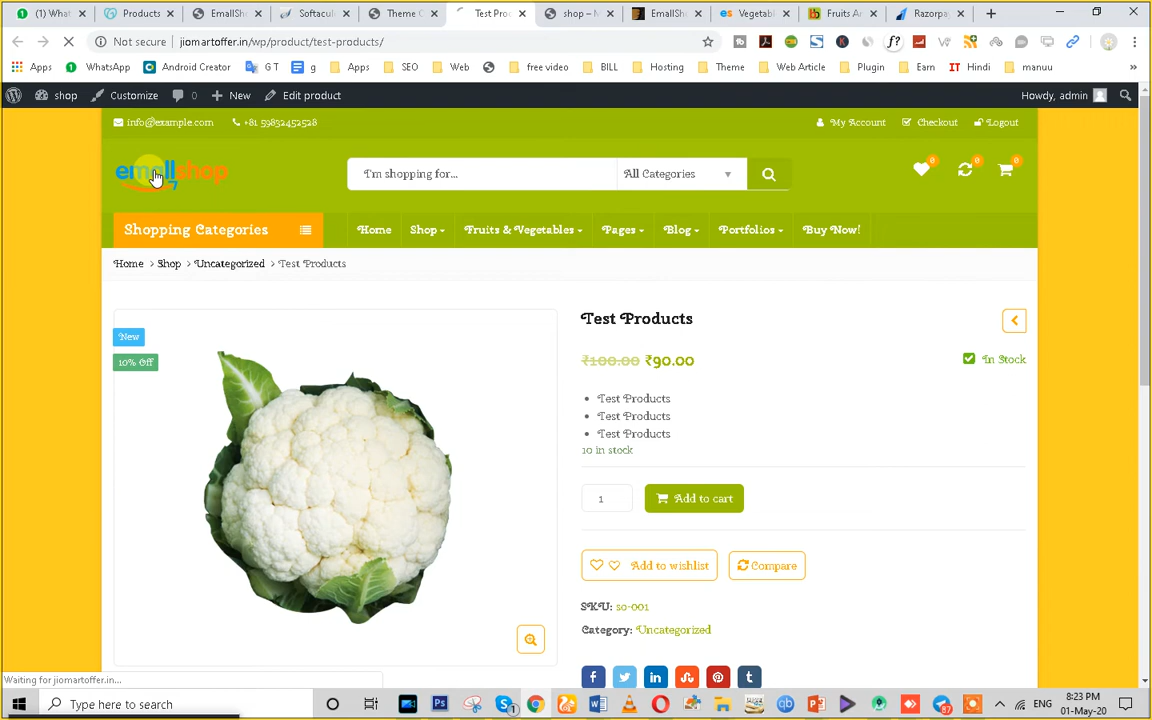 (1) What
Products
EmallSh
Softacul
Theme O
Test Pro
shop – N
EmallSh
Vegetabl
Fruits An
Razorpa
Not secure
jiomartoffer.in/wp/product/test-products/
Apps
WhatsApp
Android Creator
G T
g
Apps
SEO
Web
free video
BILL
Hosting
Theme
Web Article
Plugin
Earn
Hindi
manuu
shop
Customize
0
New
Edit product
Howdy, admin
info@example.com
+81 59832452528
My Account
Checkout
Logout
emallshop
I'm shopping for...
All Categories
0
0
0
Shopping Categories
Home
Shop
Fruits & Vegetables
Pages
Blog
Portfolios
Buy Now!
Home > Shop > Uncategorized > Test Products
New
10% Off
Test Products
₹100.00 ₹90.00
In Stock
Test Products
Test Products
Test Products
10 in stock
1
Add to cart
Add to wishlist
Compare
SKU: so-001
Category: Uncategorized
Waiting for jiomartoffer.in...
Type here to search
ENG
8:23 PM
01-May-20